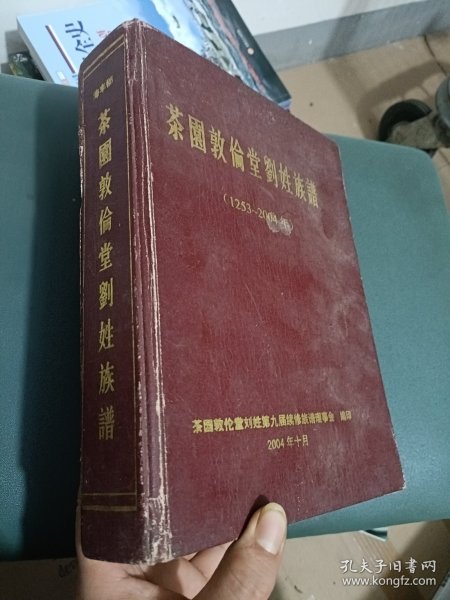 茶園敦倫堂劉姓族譜
(1253~2004年)
茶園敦伦堂刘姓第九届续修族谱理事会 编印
2004年十月
茶園敦倫堂劉姓族譜
孔夫子旧书网
www.kongfz.com